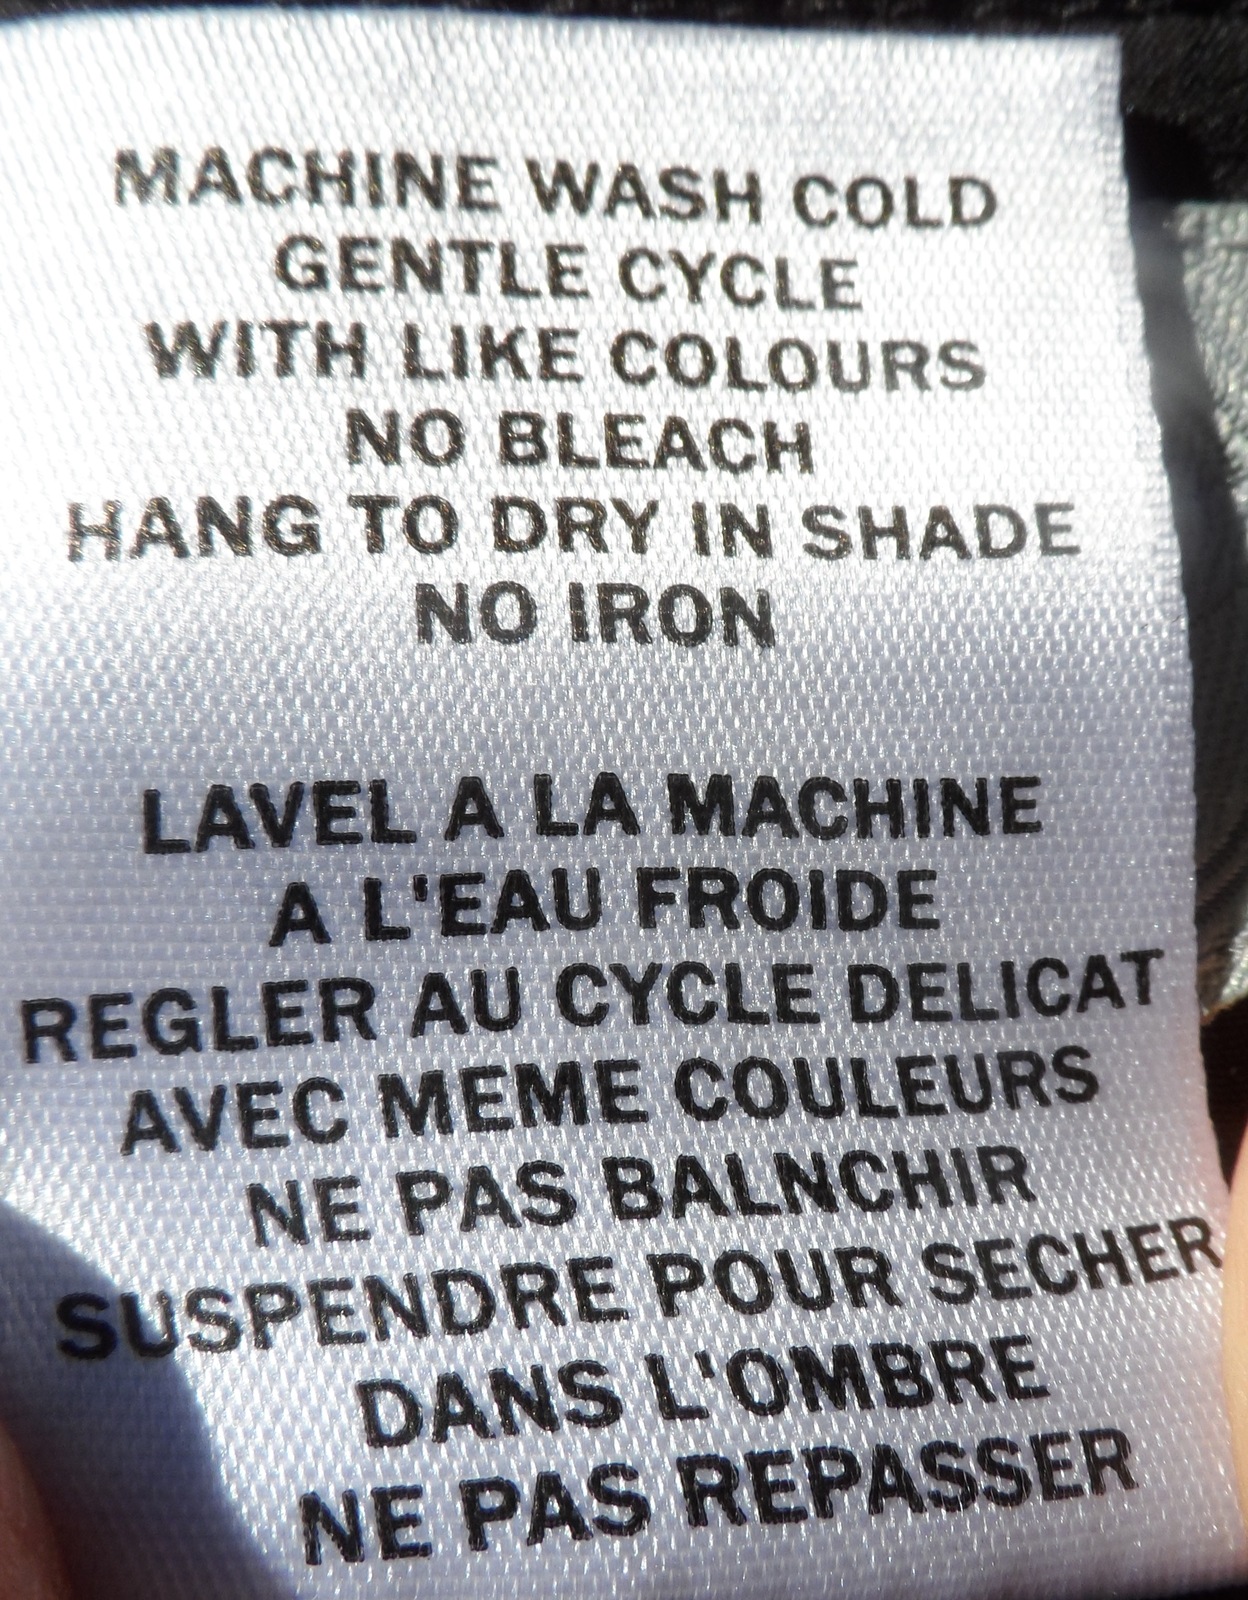 MACHINE WASH COLD
GENTLE CYCLE
WITH LIKE COLOURS
NO BLEACH
HANG TO DRY IN SHADE
NO IRON
LAVEL A LA MACHINE
A L'EAU FROIDE
REGLER AU CYCLE DELICAT
AVEC MEME COULEURS
NE PAS BALNCHIR
SUSPENDRE POUR SECHER
DANS L'OMBRE
NE PAS REPASSER